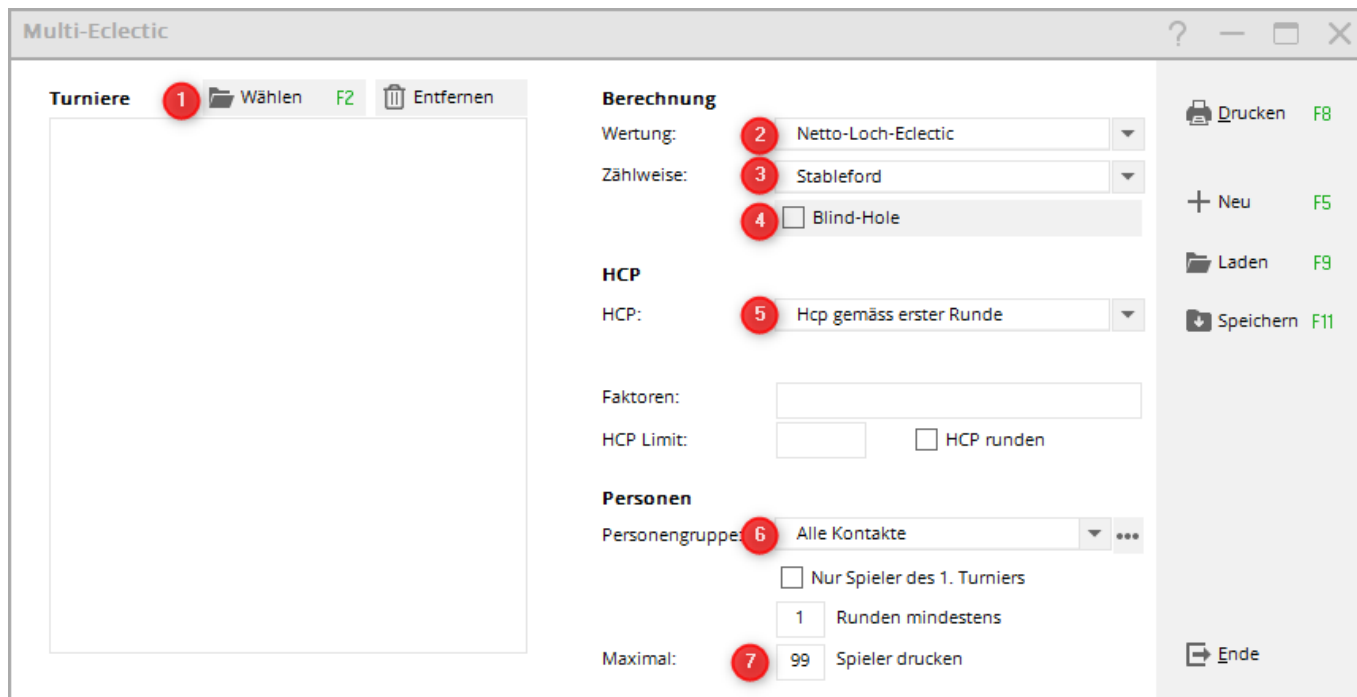 Multi-Eclectic
Turniere 1 Wählen F2 Entfernen
Berechnung
Wertung: 2 Netto-Loch-Eclectic
Zählweise: 3 Stableford
4 Blind-Hole
HCP
HCP: 5 Hcp gemäss erster Runde
Faktoren:
HCP Limit: HCP runden
Personen
Personengruppe: 6 Alle Kontakte
Nur Spieler des 1. Turniers
1 Runden mindestens
Maximal: 7 99 Spieler drucken
Drucken F8
Neu F5
Laden F9
Speichern F11
Ende